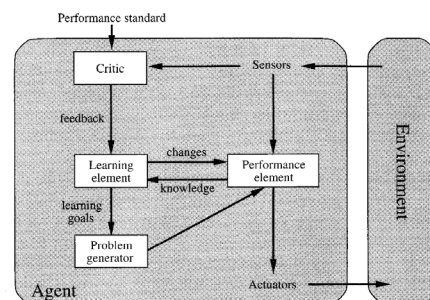 Performance standard
Critic
Sensors
feedback
changes
Learning
element
Performance
element
knowledge
learning
goals
Problem
generator
Agent
Actuators
Environment